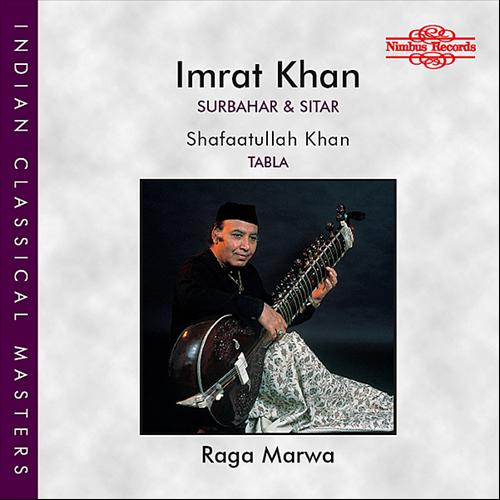 Nimbus Records
Imrat Khan
SURBAHAR & SITAR
Shafaatullah Khan
TABLA
Raga Marwa
INDIAN CLASSICAL MASTERS